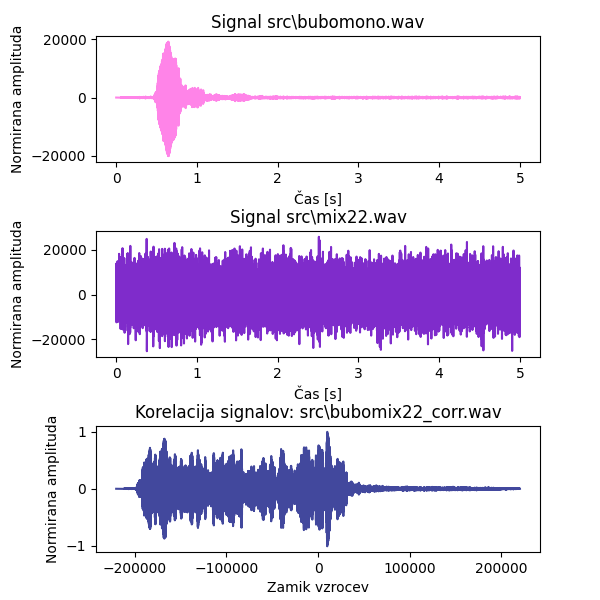 Signal src\bubomono.wav
Normirana amplituda
20000
0
−20000
0 1 2 3 4 5
Čas [s]
Signal src\mix22.wav
Normirana amplituda
20000
0
−20000
0 1 2 3 4 5
Čas [s]
Korelacija signalov: src\bubomix22_corr.wav
Normirana amplituda
1
0
−1
−200000 −100000 0 100000 200000
Zamik vzrocev